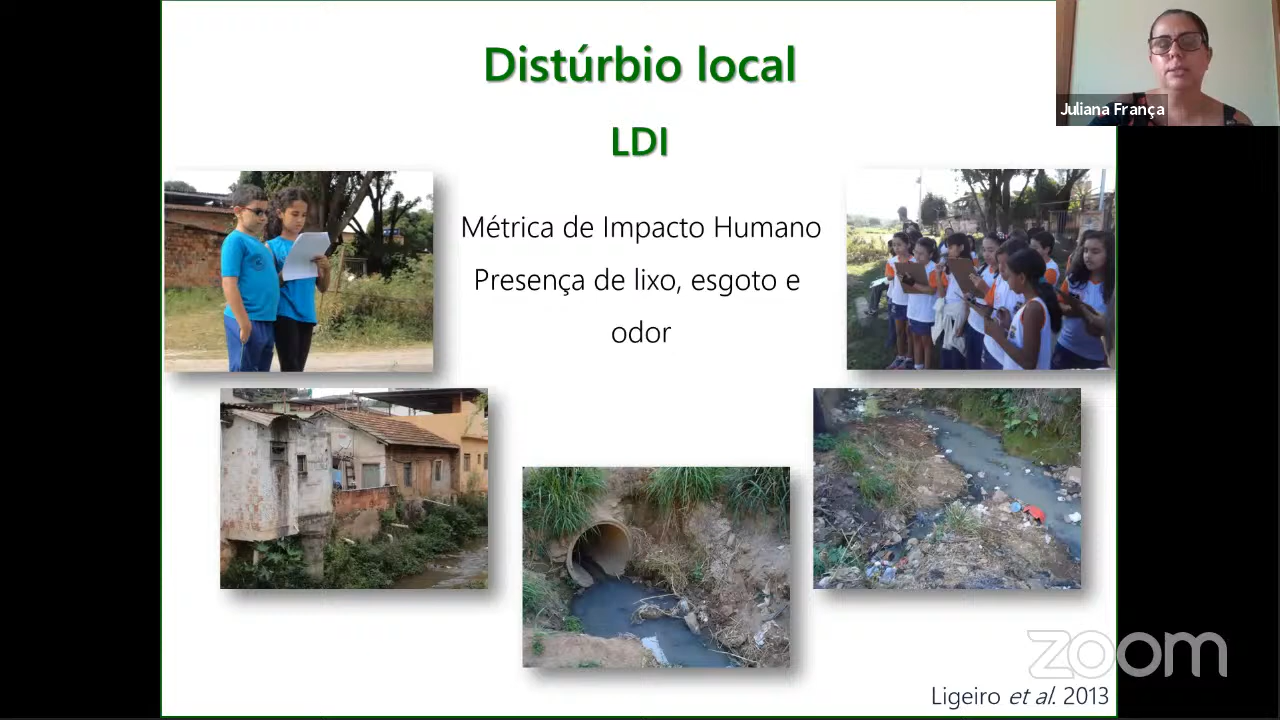 Distúrbio local
Juliana França
LDI
Métrica de Impacto Humano
Presença de lixo, esgoto e
odor
zoom
Ligeiro et al. 2013